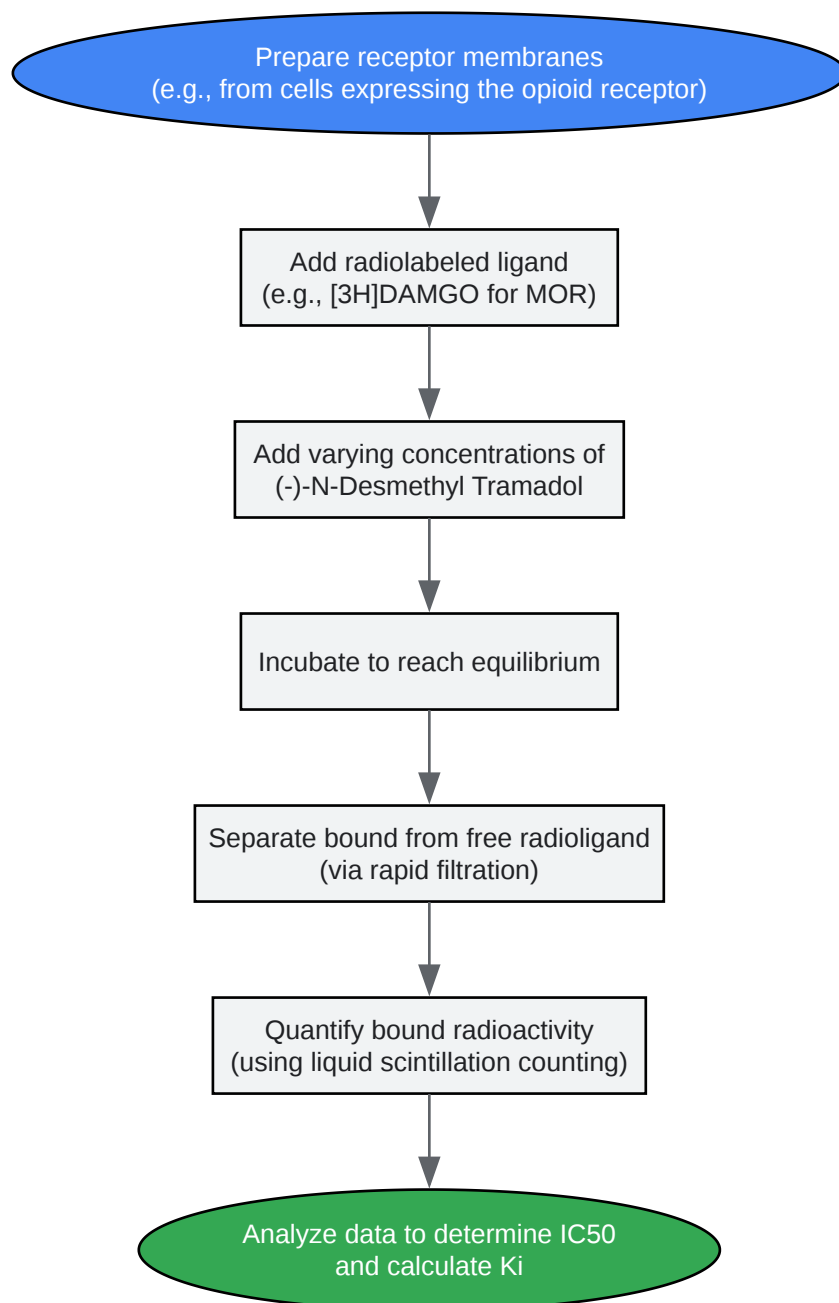 Prepare receptor membranes
(e.g., from cells expressing the opioid receptor)
Add radiolabeled ligand
(e.g., [3H]DAMGO for MOR)
Add varying concentrations of
(-)-N-Desmethyl Tramadol
Incubate to reach equilibrium
Separate bound from free radioligand
(via rapid filtration)
Quantify bound radioactivity
(using liquid scintillation counting)
Analyze data to determine IC50
and calculate Ki